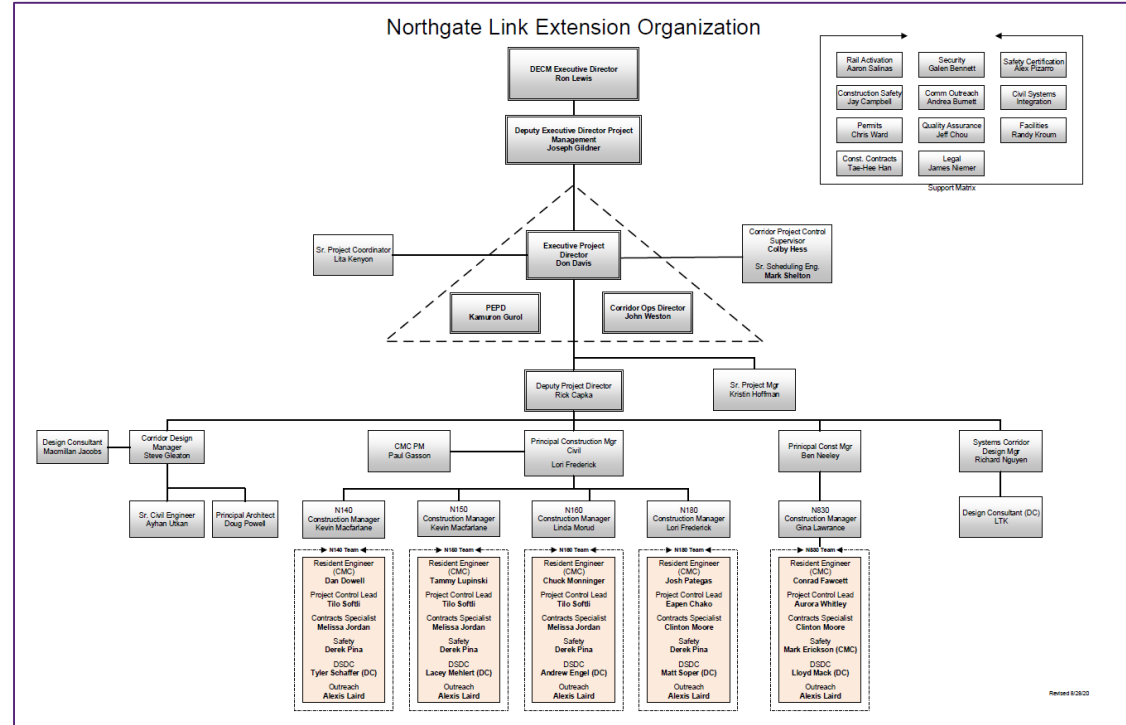 Northgate Link Extension Organization
DECM Executive Director
Ron Lewis
Deputy Executive Director Project
Management
Joseph Gildner
Rail Activation
Aaron Salinas
Security
Galen Bennett
Safety Certification
Alex Pizarro
Construction Safety
Jay Campbell
Comm Outreach
Andrea Burnett
Civil Systems
Integration
Permits
Chris Ward
Quality Assurance
Jeff Chou
Facilities
Randy Kroum
Const. Contracts
Tae-Hee Han
Legal
James Niemer
Support Matrix
Sr. Project Coordinator
Lita Kenyon
Executive Project
Director
Don Davis
Corridor Project Control
Supervisor
Colby Hess
Sr. Scheduling Eng.
Mark Shelton
PEPD
Kamuron Gurol
Corridor Ops Director
John Weston
Deputy Project Director
Rick Capka
Sr. Project Mgr
Kristin Hoffman
Design Consultant
Macmillan Jacobs
Corridor Design
Manager
Steve Gleaton
CMC PM
Paul Gasson
Principal Construction Mgr
Civil
Lori Frederick
Prinicpal Const Mgr
Ben Neeley
Systems Corridor
Design Mgr
Richard Nguyen
Sr. Civil Engineer
Ayhan Utkan
Principal Architect
Doug Powell
N140
Construction Manager
Kevin Macfarlane
N150
Construction Manager
Kevin Macfarlane
N160
Construction Manager
Linda Morud
N180
Construction Manager
Lori Frederick
N830
Construction Manager
Gina Lawrance
Design Consultant (DC)
LTK
N140 Team
Resident Engineer
(CMC)
Dan Dowell
Project Control Lead
Tilo Softli
Contracts Specialist
Melissa Jordan
Safety
Derek Pina
DSDC
Tyler Schaffer (DC)
Outreach
Alexis Laird
N150 Team
Resident Engineer
(CMC)
Tammy Lupinski
Project Control Lead
Tilo Softli
Contracts Specialist
Melissa Jordan
Safety
Derek Pina
DSDC
Lacey Mehlert (DC)
Outreach
Alexis Laird
N160 Team
Resident Engineer
(CMC)
Chuck Monninger
Project Control Lead
Tilo Softli
Contracts Specialist
Melissa Jordan
Safety
Derek Pina
DSDC
Andrew Engel (DC)
Outreach
Alexis Laird
N180 Team
Resident Engineer
(CMC)
Josh Pategas
Project Control Lead
Eapen Chako
Contracts Specialist
Clinton Moore
Safety
Derek Pina
DSDC
Matt Soper (DC)
Outreach
Alexis Laird
N830 Team
Resident Engineer
(CMC)
Conrad Fawcett
Project Control Lead
Aurora Whitley
Contracts Specialist
Clinton Moore
Safety
Mark Erickson (CMC)
DSDC
Lloyd Mack (DC)
Outreach
Alexis Laird
Revised 8/28/20